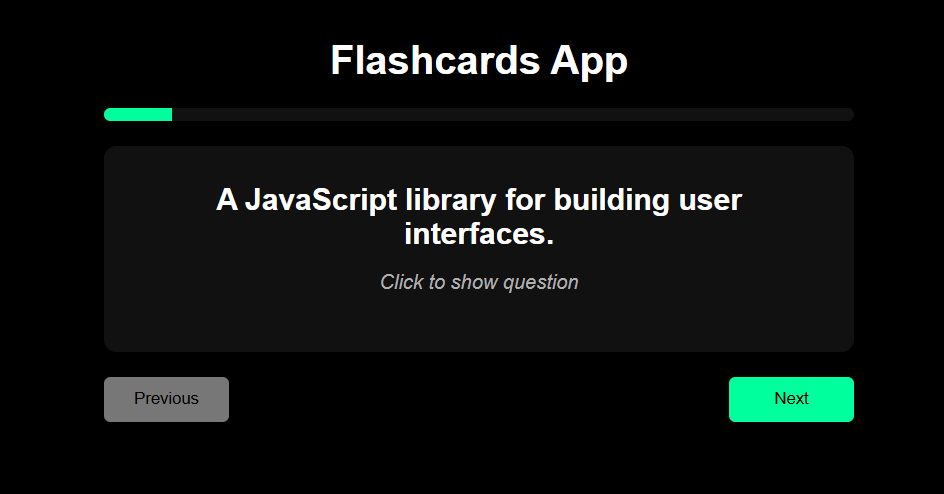 Flashcards App
A JavaScript library for building user
interfaces.
Click to show question
Previous
Next